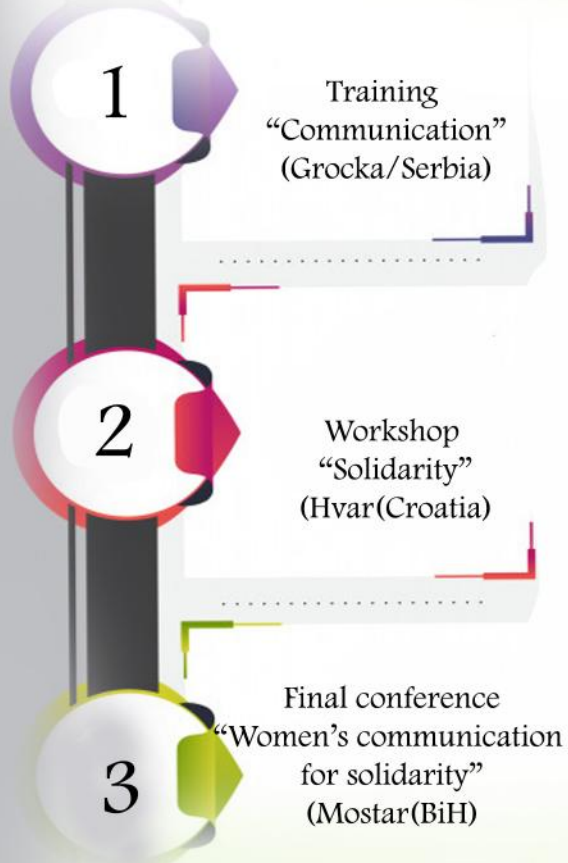 1
Training
“Communication”
(Grocka/Serbia)
2
Workshop
“Solidarity”
(Hvar(Croatia)
3
Final conference
“Women’s communication
for solidarity”
(Mostar(BiH)